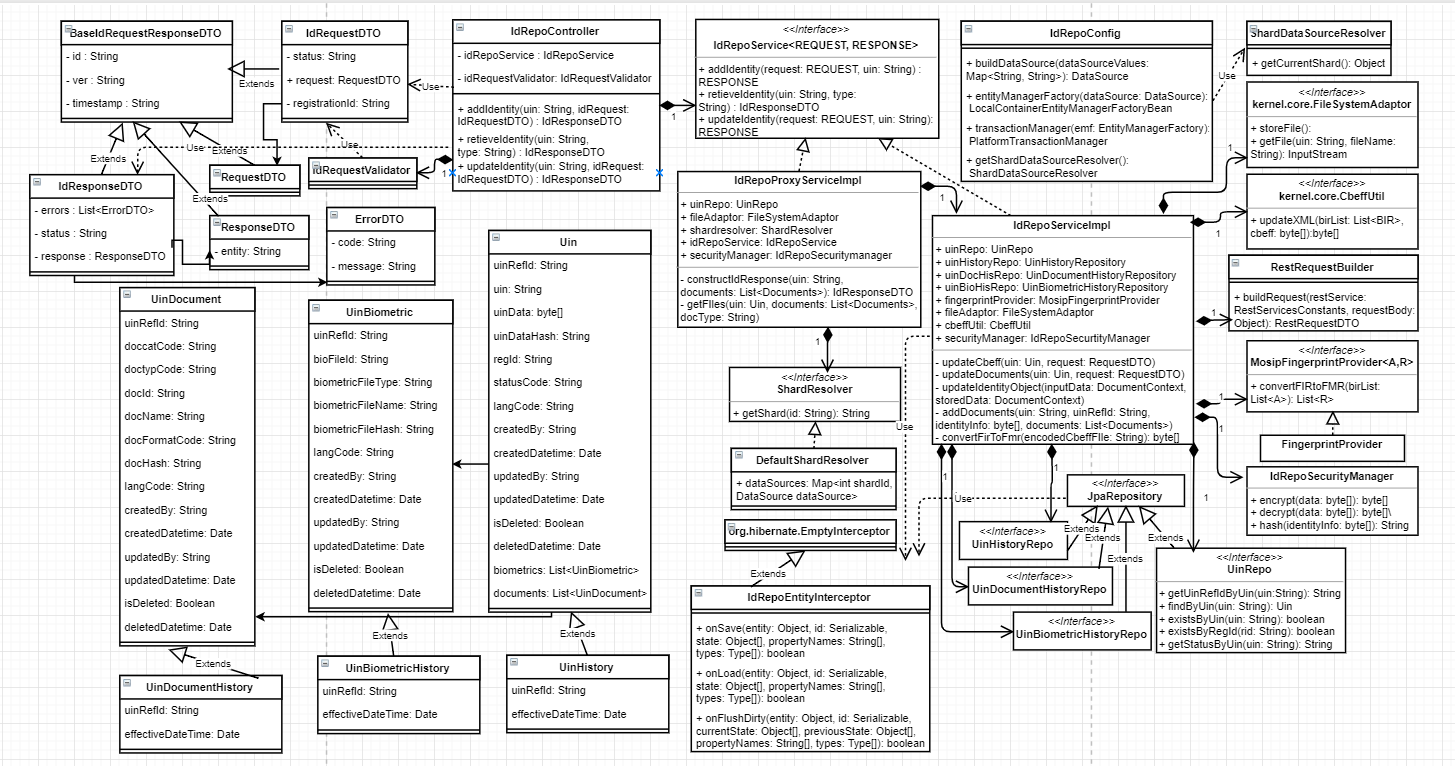 BaseIdRequestResponseDTO
- id : String
- ver : String
- timestamp : String
Extends
IdRequestDTO
- status: String
+ request: RequestDTO
- registrationId: String
Use
IdRepoController
- idRepoService : IdRepoService
- idRequestValidator: IdRequestValidator
+ addIdentity(uin: String, idRequest:
IdRequestDTO) : IdResponseDTO
+ retieveIdentity(uin: String,
type: String) : IdResponseDTO
+ updateIdentity(uin: String, idRequest:
IdRequestDTO) : IdResponseDTO
1
<<Interface>>
IdRepoService<REQUEST, RESPONSE>
+ addIdentity(request: REQUEST, uin: String) :
RESPONSE
+ retieveIdentity(uin: String, type:
String) : IdResponseDTO
+ updateIdentity(request: REQUEST, uin: String):
RESPONSE
IdRepoConfig
+ buildDataSource(dataSourceValues:
Map<String, String>): DataSource
+ entityManagerFactory(dataSource: DataSource):
LocalContainerEntityManagerFactoryBean
+ transactionManager(emf: EntityManagerFactory):
PlatformTransactionManager
+ getShardDataSourceResolver():
ShardDataSourceResolver
Use
ShardDataSourceResolver
+ getCurrentShard(): Object
<<Interface>>
kernel.core.FileSystemAdaptor
+ storeFile():
+ getFile(uin: String, fileName:
String): InputStream
1
Extends
Use
Extends
Use
IdRequestValidator
1
RequestDTO
Extends
IdResponseDTO
- errors : List<ErrorDTO>
- status : String
- response : ResponseDTO
ResponseDTO
- entity: String
ErrorDTO
- code: String
- message: String
IdRepoProxyServiceImpl
+ uinRepo: UinRepo
+ fileAdaptor: FileSystemAdaptor
+ shardresolver: ShardResolver
+ idRepoService: IdRepoService
+ securityManager: IdRepoSecuritymanager
- constructIdResponse(uin: String,
documents: List<Documents>): IdResponseDTO
- getFIles(uin: Uin, documents: List<Documents>,
docType: String)
1
1
IdRepoServiceImpl
+ uinRepo: UinRepo
+ uinHistoryRepo: UinHistoryRepository
+ uinDocHisRepo: UinDocumentHistoryRepository
+ uinBioHisRepo: UinBiometricHistoryRepository
+ fingerprintProvider: MosipFingerprintProvider
+ fileAdaptor: FileSystemAdaptor
+ cbeffUtil: CbeffUtil
+ securityManager: IdRepoSecurtityManager
- updateCbeff(uin: Uin, request: RequestDTO)
- updateDocuments(uin: Uin, request: RequestDTO)
- updateIdentityObject(inputData: DocumentContext,
storedData: DocumentContext)
- addDocuments(uin: String, uinRefId: String,
identityInfo: byte[], documents: List<Documents>)
- convertFirToFmr(encodedCbeffFIle: String): byte[]
<<Interface>>
kernel.core.CbeffUtil
+ updateXML(birList: List<BIR>,
cbeff: byte[]):byte[]
1
RestRequestBuilder
+ buildRequest(restService:
RestServicesConstants, requestBody:
Object): RestRequestDTO
1
<<Interface>>
MosipFingerprintProvider<A,R>
+ convertFIRtoFMR(birList:
List<A>): List<R>
1
FingerprintProvider
IdRepoSecurityManager
+ encrypt(data: byte[]): byte[]
+ decrypt(data: byte[]): byte[]\
+ hash(identityInfo: byte[]): String
1
UinDocument
uinRefId: String
doccatCode: String
doctypCode: String
docId: String
docName: String
docFormatCode: String
docHash: String
langCode: String
createdBy: String
createdDatetime: Date
updatedBy: String
updatedDatetime: Date
isDeleted: Boolean
deletedDatetime: Date
UinBiometric
uinRefId: String
bioFileId: String
biometricFileType: String
biometricFileName: String
biometricFileHash: String
langCode: String
createdBy: String
createdDatetime: Date
updatedBy: String
updatedDatetime: Date
isDeleted: Boolean
deletedDatetime: Date
Uin
uinRefId: String
uin: String
uinData: byte[]
uinDataHash: String
regId: String
statusCode: String
langCode: String
createdBy: String
createdDatetime: Date
updatedBy: String
updatedDatetime: Date
isDeleted: Boolean
deletedDatetime: Date
biometrics: List<UinBiometric>
documents: List<UinDocument>
<<Interface>>
ShardResolver
+ getShard(id: String): String
Use
DefaultShardResolver
+ dataSources: Map<int shardId,
DataSource dataSource>
org.hibernate.EmptyInterceptor
Extends
IdRepoEntityInterceptor
+ onSave(entity: Object, id: Serializable,
state: Object[], propertyNames: String[],
types: Type[]): boolean
+ onLoad(entity: Object, id: Serializable,
state: Object[], propertyNames: String[],
types: Type[]): boolean
+ onFlushDirty(entity: Object, id: Serializable,
currentState: Object[], previousState: Object[],
propertyNames: String[], types: Type[]): boolean
1
1
1
Use
<<Interface>>
JpaRepository
Extends
Extends
Extends
Extends
<<Interface>>
UinHistoryRepo
<<Interface>>
UinDocumentHistoryRepo
<<Interface>>
UinBiometricHistoryRepo
<<Interface>>
UinRepo
+ getUinRefIdByUin(uin:String): String
+ findByUin(uin: String): Uin
+ existsByUin(uin: String): boolean
+ existsByRegId(rid: String): boolean
+ getStatusByUin(uin: String): String
Extends
UinDocumentHistory
uinRefId: String
effectiveDateTime: Date
Extends
UinBiometricHistory
uinRefId: String
effectiveDateTime: Date
Extends
UinHistory
uinRefId: String
effectiveDateTime: Date